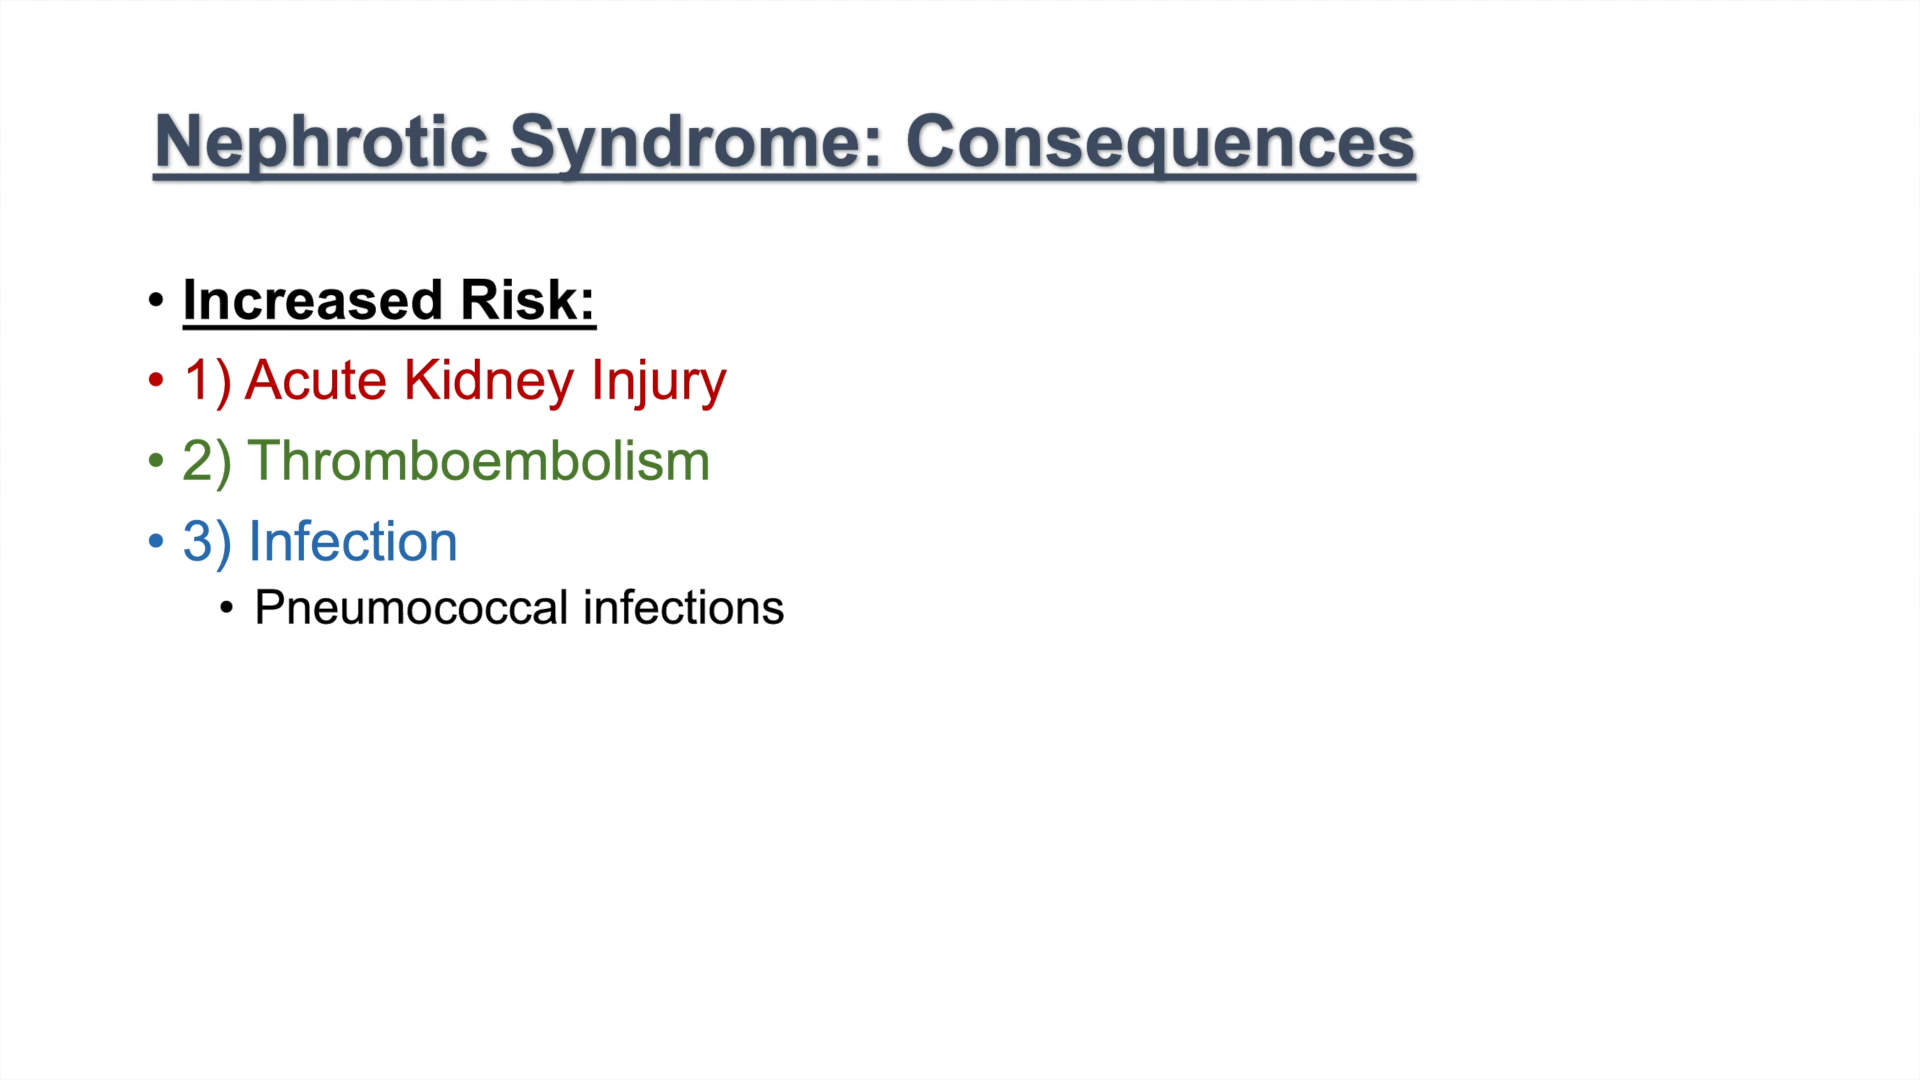 Nephrotic Syndrome: Consequences
• Increased Risk:
• 1) Acute Kidney Injury
• 2) Thromboembolism
• 3) Infection
• Pneumococcal infections